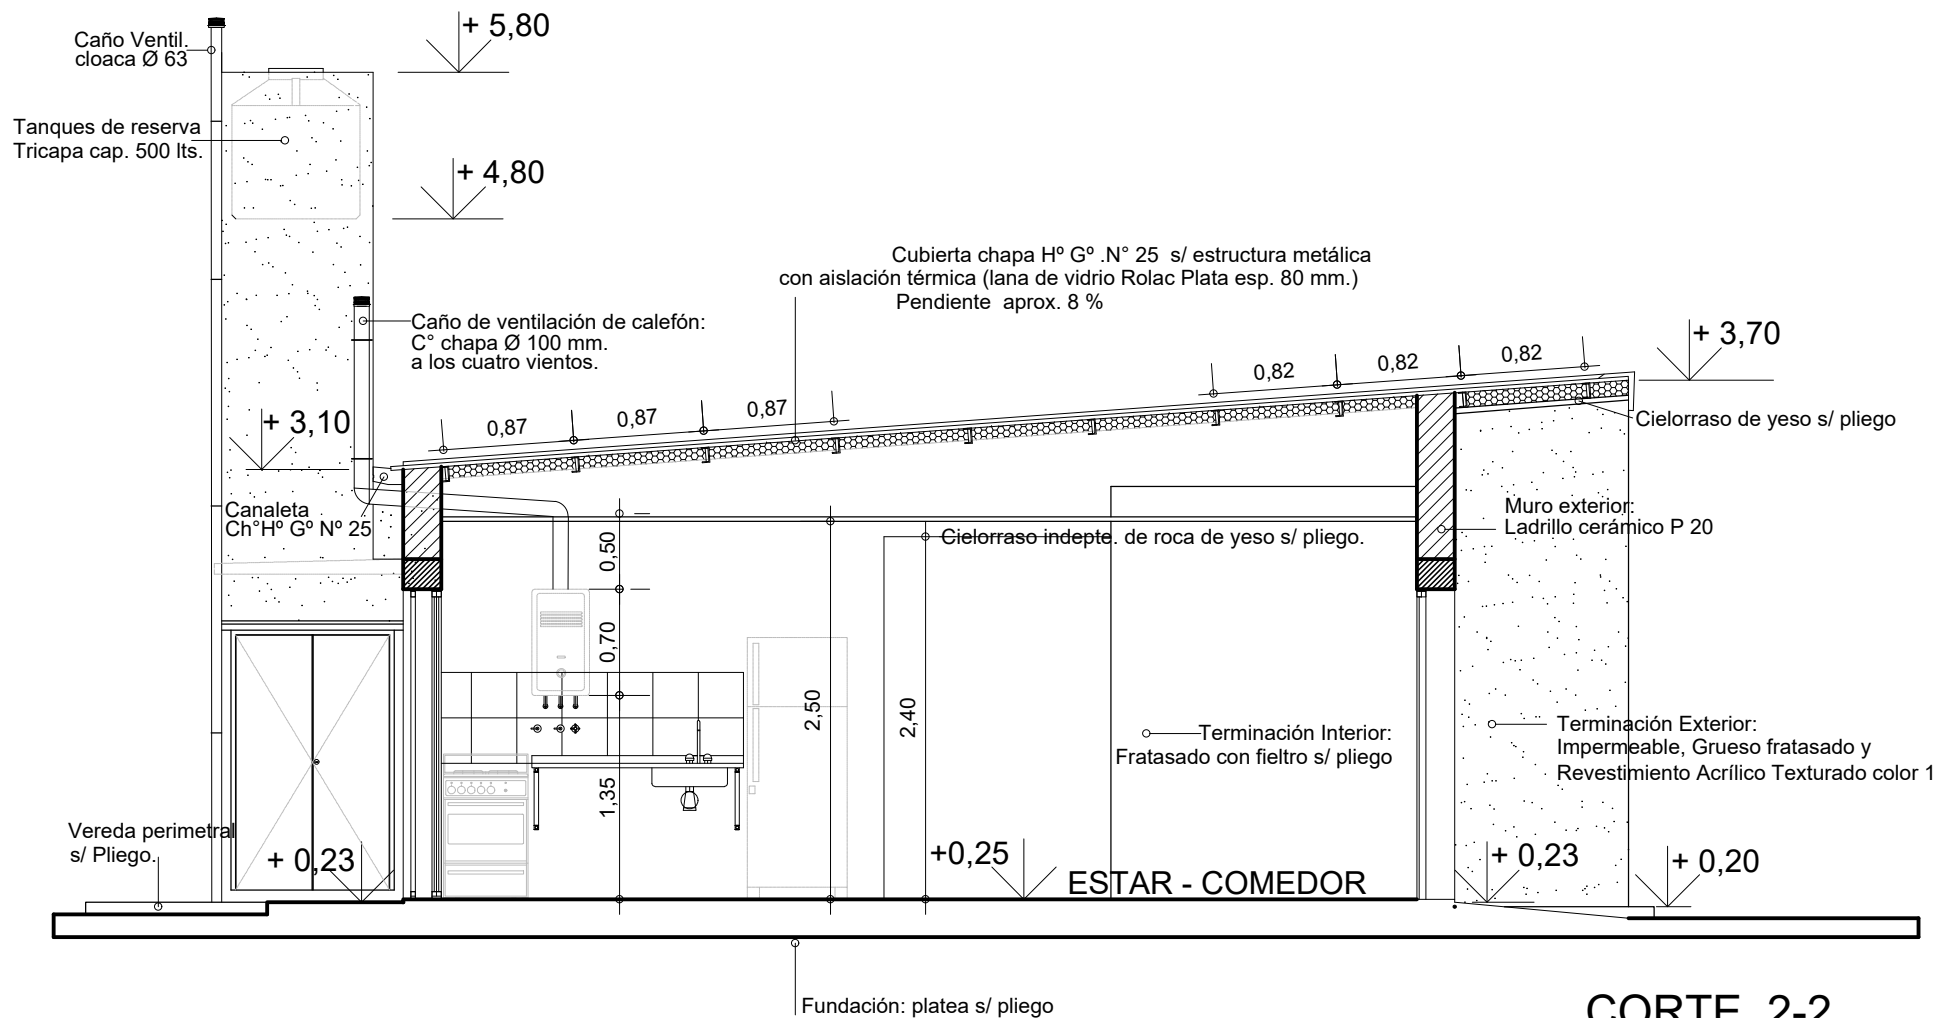 Caño Ventil.
cloaca Ø 63
+ 5,80
Tanques de reserva
Tricapa cap. 500 lts.
+ 4,80
Cubierta chapa Hº Gº .N° 25 s/ estructura metálica
con aislación térmica (lana de vidrio Rolac Plata esp. 80 mm.)
Pendiente aprox. 8 %
Caño de ventilación de calefón:
C° chapa Ø 100 mm.
a los cuatro vientos.
+ 3,70
0,82
0,82
0,82
+ 3,10
0,87
0,87
0,87
Cielorraso de yeso s/ pliego
Canaleta
Ch°Hº Gº Nº 25
Muro exterior:
Ladrillo cerámico P 20
Cielorraso indepte. de roca de yeso s/ pliego.
0,50
0,70
1,35
2,50
2,40
Terminación Interior:
Fratasado con fieltro s/ pliego
Terminación Exterior:
Impermeable, Grueso fratasado y
Revestimiento Acrílico Texturado color 1
Vereda perimetral
s/ Pliego.
+ 0,23
+0,25
ESTAR - COMEDOR
+ 0,23
+ 0,20
Fundación: platea s/ pliego
CORTE 2-2